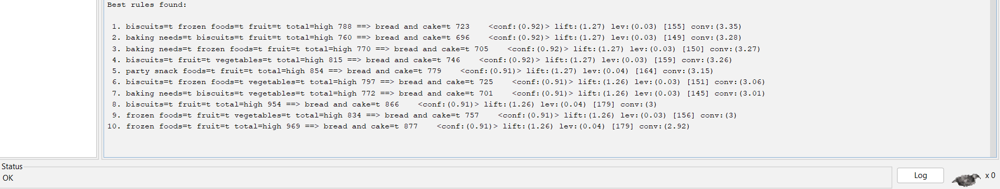 Best rules found:
1. biscuits=t frozen foods=t fruit=t total=high 788 ==> bread and cake=t 723    <conf:(0.92)> lift:(1.27) lev:(0.03) [155] conv:(3.35)
2. baking needs=t biscuits=t fruit=t total=high 760 ==> bread and cake=t 696    <conf:(0.92)> lift:(1.27) lev:(0.03) [149] conv:(3.28)
3. baking needs=t frozen foods=t fruit=t total=high 770 ==> bread and cake=t 705    <conf:(0.92)> lift:(1.27) lev:(0.03) [150] conv:(3.27)
4. biscuits=t fruit=t vegetables=t total=high 815 ==> bread and cake=t 746    <conf:(0.92)> lift:(1.27) lev:(0.03) [159] conv:(3.26)
5. party snack foods=t fruit=t total=high 854 ==> bread and cake=t 779    <conf:(0.91)> lift:(1.27) lev:(0.04) [164] conv:(3.15)
6. biscuits=t frozen foods=t vegetables=t total=high 797 ==> bread and cake=t 725    <conf:(0.91)> lift:(1.26) lev:(0.03) [151] conv:(3.06)
7. baking needs=t biscuits=t vegetables=t total=high 772 ==> bread and cake=t 701    <conf:(0.91)> lift:(1.26) lev:(0.03) [145] conv:(3.01)
8. biscuits=t fruit=t total=high 954 ==> bread and cake=t 866    <conf:(0.91)> lift:(1.26) lev:(0.04) [179] conv:(3)
9. frozen foods=t fruit=t vegetables=t total=high 834 ==> bread and cake=t 757    <conf:(0.91)> lift:(1.26) lev:(0.03) [156] conv:(3)
10. frozen foods=t fruit=t total=high 969 ==> bread and cake=t 877    <conf:(0.91)> lift:(1.26) lev:(0.04) [179] conv:(2.92)
Status
OK
Log
x 0